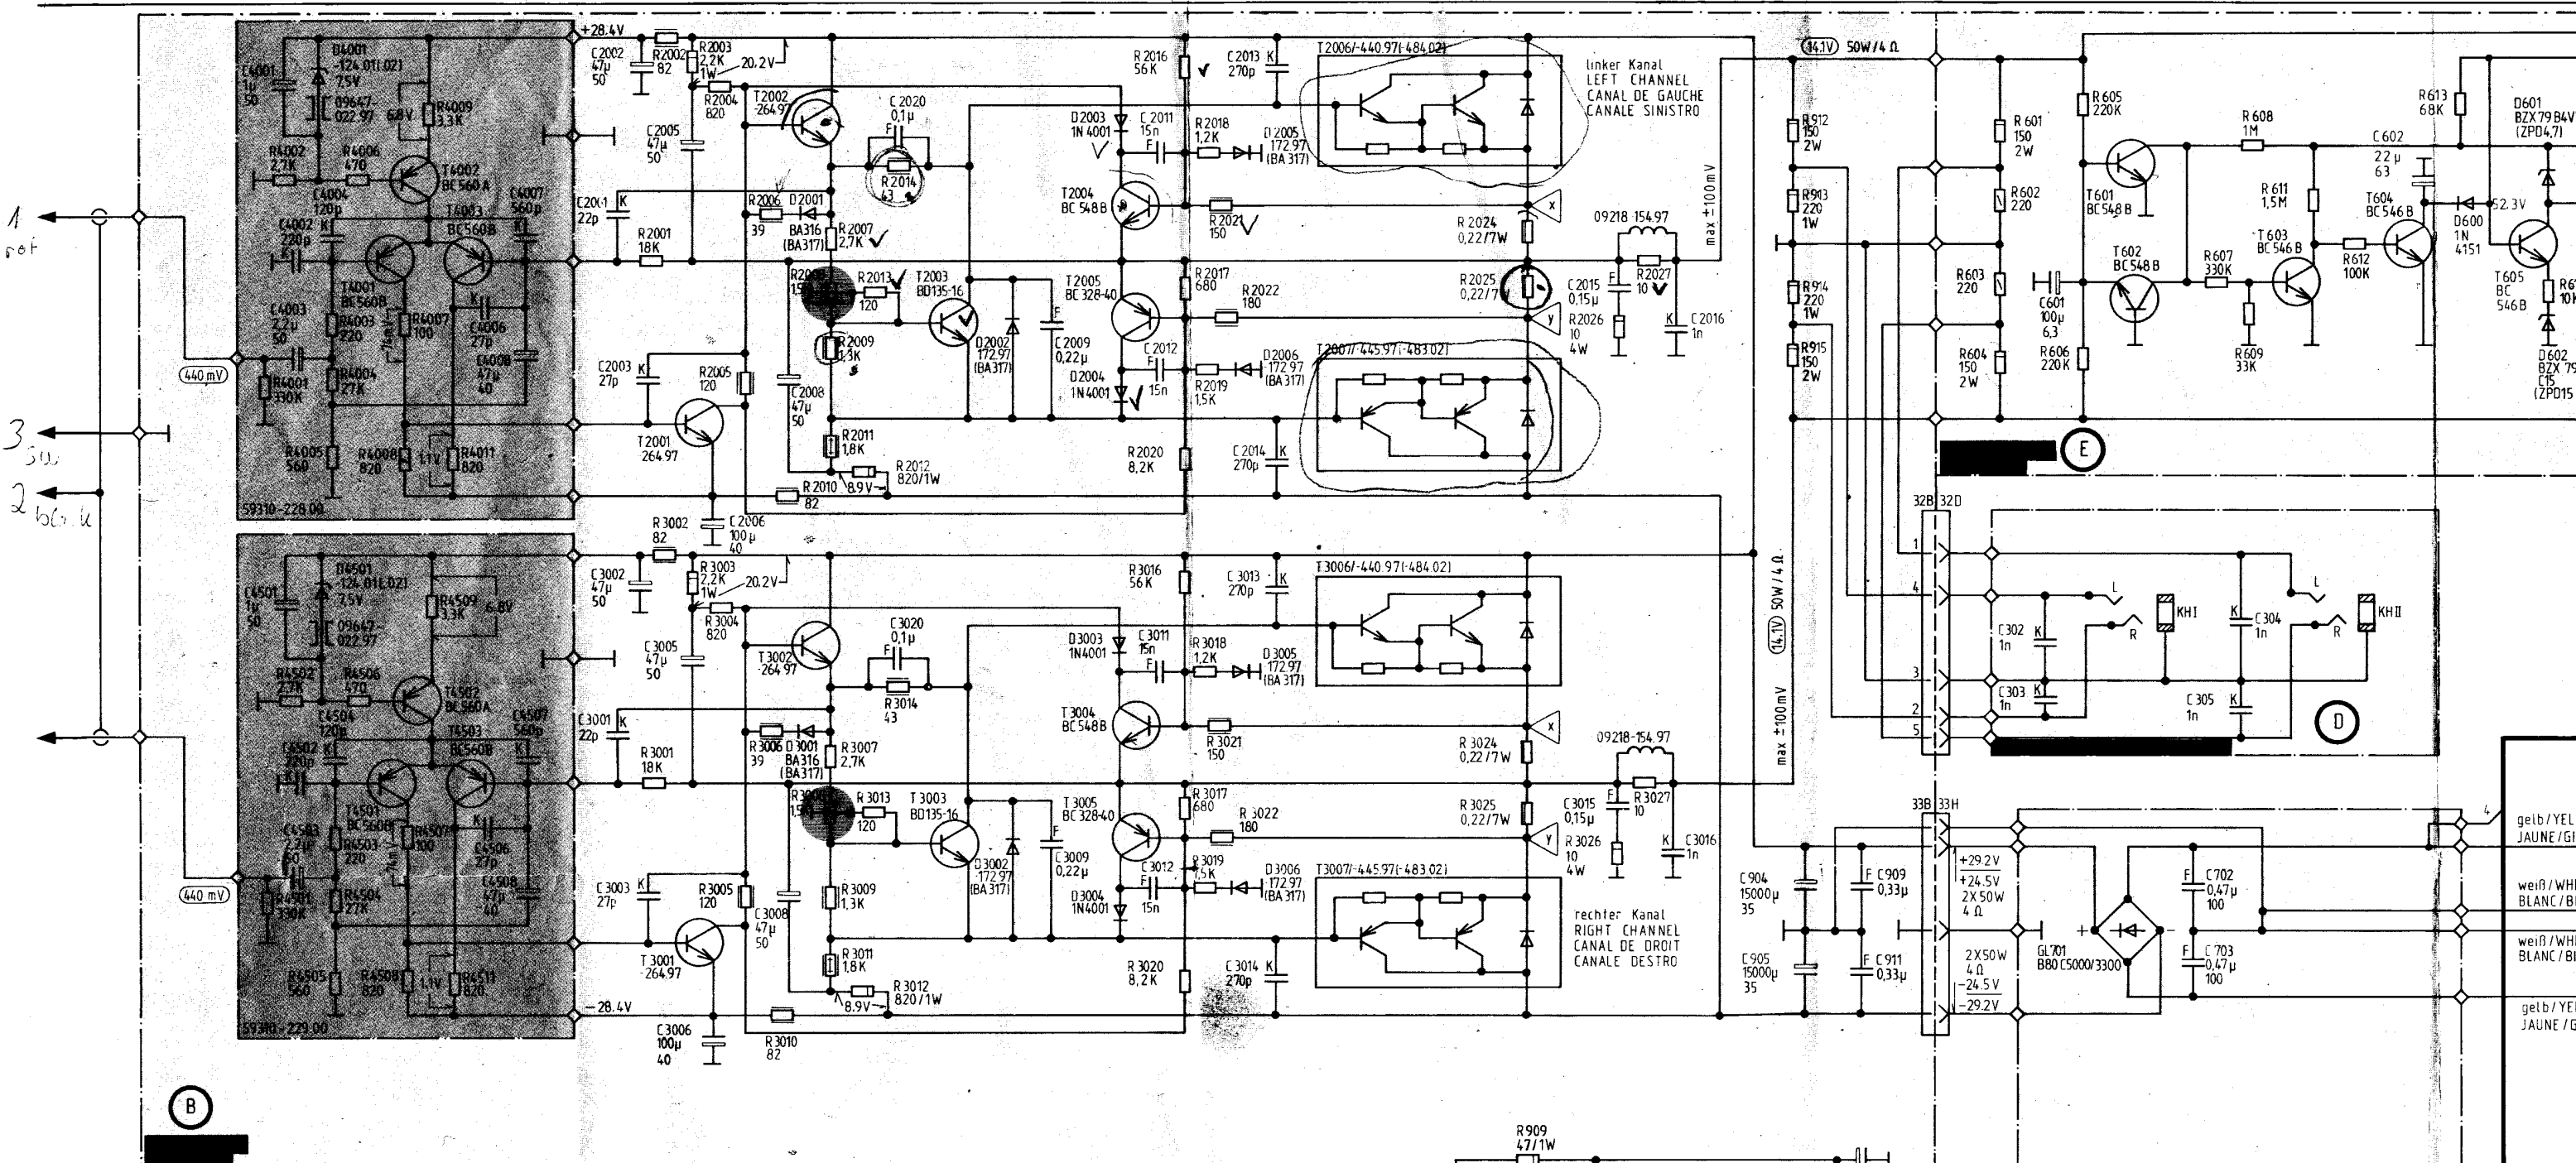 1
rot
3
sw
2
440 mV
440 mV
B
C4001
1µ
50
D4001
-124.01(.02)
7,5V
09647-
022.97
6.8V
R4009
3,3K
R4002
2,7K
R4006
470
T4002
BC560A
C4004
120p
C4002
220p
T4003
BC560B
C4007
560p
T4001
BC560B
C4003
2,2µ
50
R4003
220
R4007
100
74mV
C4006
27p
C4008
47µ
40
R4001
330K
R4004
27K
R4005
560
R4008
820
1.1V
R4011
820
59310-228.00
C4501
1µ
50
D4501
-124.01(.02)
7,5V
09647-
022.97
R4509
3,3K
6.8V
R4502
2,7K
R4506
470
T4502
BC560A
C4504
120p
C4502
220p
T4503
BC560B
C4507
560p
T4501
BC560B
C4503
2,2µ
50
R4503
220
R4507
100
74mV
C4506
27p
C4508
47µ
40
R4501
330K
R4504
27K
R4505
560
R4508
820
1.1V
R4511
820
59310-229.00
+28.4V
C2002
47µ
50
R2002
82
R2003
2,2K
1W
20.2V
R2004
820
C2005
47µ
50
T2002
-264.97
C2020
0,1µ
R2014
43
C2001
22p
R2001
18K
R2006
39
D2001
BA316
(BA317)
R2007
2,7K
R2013
120
T2003
BD135-16
R2009
1,3K
C2003
27p
R2005
120
C2008
47µ
50
T2001
264.97
R2011
1,8K
R2012
820/1W
8.9V
R2010
82
C2006
100µ
40
D2002
172.97
(BA317)
C2009
0,22µ
D2003
1N4001
C2011
15n
R2016
56K
C2013
270p
R2018
1,2K
D2005
172.97
(BA317)
T2004
BC548B
R2021
150
T2005
BC328-40
R2017
680
R2022
180
D2004
1N4001
C2012
15n
R2019
1,5K
D2006
-172.97
(BA317)
R2020
8,2K
C2014
270p
T2006/-440.97(-484.02)
T2007/-445.97(-483.02)
linker Kanal
LEFT CHANNEL
CANAL DE GAUCHE
CANALE SINISTRO
x
R2024
0,22/7W
R2025
0,22/7W
y
09218-154.97
C2015
0,15µ
R2027
10
R2026
10
4W
C2016
1n
max ±100mV
14.1V 50W/4Ω
R3002
82
C3002
47µ
50
R3003
2,2K
1W
20.2V
R3004
820
C3005
47µ
50
T3002
-264.97
C3020
0,1µ
R3014
43
C3001
22p
R3001
18K
R3006
39
D3001
BA316
(BA317)
R3007
2,7K
R3013
120
T3003
BD135-16
R3009
1,3K
C3003
27p
R3005
120
C3008
47µ
50
T3001
-264.97
R3011
1,8K
R3012
820/1W
8.9V
-28.4V
R3010
82
C3006
100µ
40
D3002
-172.97
(BA317)
C3009
0,22µ
D3003
1N4001
C3011
15n
R3016
56K
C3013
270p
R3018
1,2K
D3005
172.97
(BA317)
T3004
BC548B
R3021
150
T3005
BC328-40
R3017
680
R3022
180
D3004
1N4001
C3012
15n
R3019
1,5K
D3006
-172.97
(BA317)
R3020
8,2K
C3014
270p
T3006/-440.97(-484.02)
T3007/-445.97(-483.02)
x
R3024
0,22/7W
R3025
0,22/7W
y
09218-154.97
C3015
0,15µ
R3027
10
R3026
10
4W
C3016
1n
max ±100mV
14.1V 50W/4Ω
rechter Kanal
RIGHT CHANNEL
CANAL DE DROIT
CANALE DESTRO
R912
150
2W
R913
220
1W
R914
220
1W
R915
150
2W
R601
150
2W
R602
220
R603
220
R604
150
2W
R605
220K
T601
BC548B
T602
BC548B
C601
100µ
6,3
R606
220K
R607
330K
R608
1M
R609
33K
T603
BC546B
R611
1,5M
R612
100K
C602
22µ
63
T604
BC546B
R613
68K
D600
1N
4151
52.3V
D601
BZX79B4V
(ZPD4,7)
T605
BC
546B
D602
BZX79
C15
(ZPD15
E
32B 32D
1
4
3
2
5
C302
1n
C303
1n
L
R
KH I
C304
1n
C305
1n
L
R
KH II
D
33B 33H
C904
15000µ
35
C905
15000µ
35
C909
0,33µ
C911
0,33µ
+29.2V
+24.5V
2X50W
4Ω
2X50W
4Ω
-24.5V
-29.2V
GL701
B80C5000/3300
C702
0,47µ
100
C703
0,47µ
100
4
gelb/YEL
weiß/WH
weiß/WH
gelb/YE
R909
47/1W